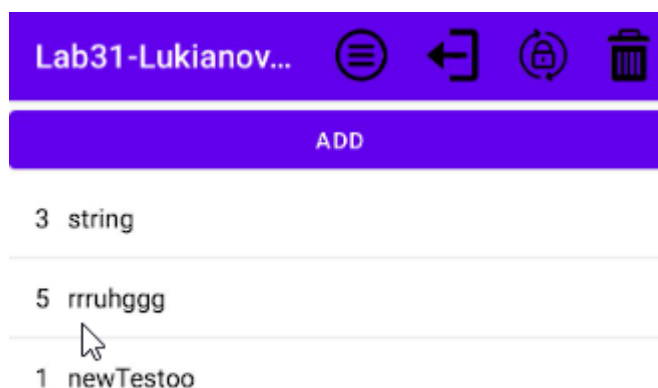 Lab31-Lukianov...
ADD
3 string
5 rrruhggg
1 newTestoo